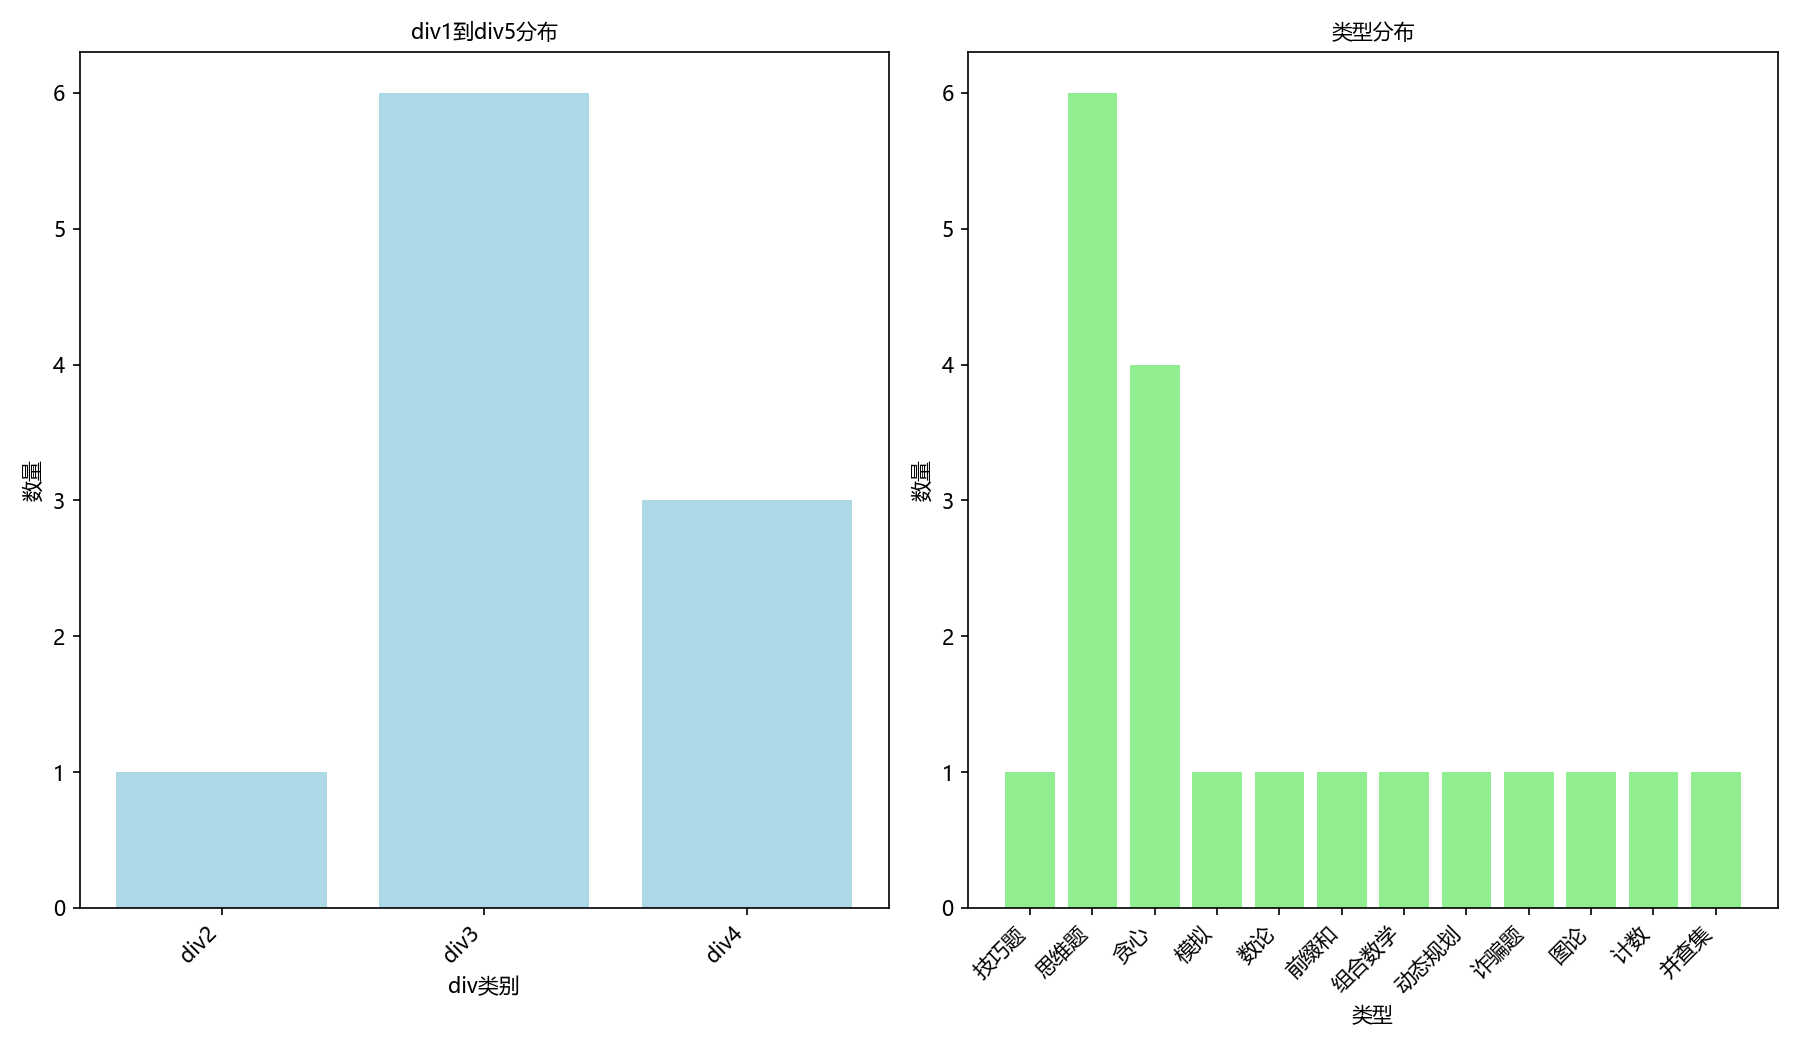 div1到div5分布
6
5
4
3
2
1
0
数量
div2
div3
div4
div类别
类型分布
6
5
4
3
2
1
0
数量
技巧题
思维题
贪心
模拟
数论
前缀和
组合数学
动态规划
诈骗题
图论
计数
并查集
类型